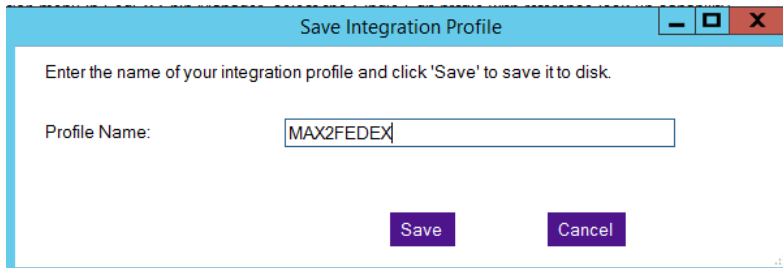 Save Integration Profile
Enter the name of your integration profile and click 'Save' to save it to disk.
Profile Name:
MAX2FEDEX
Save
Cancel